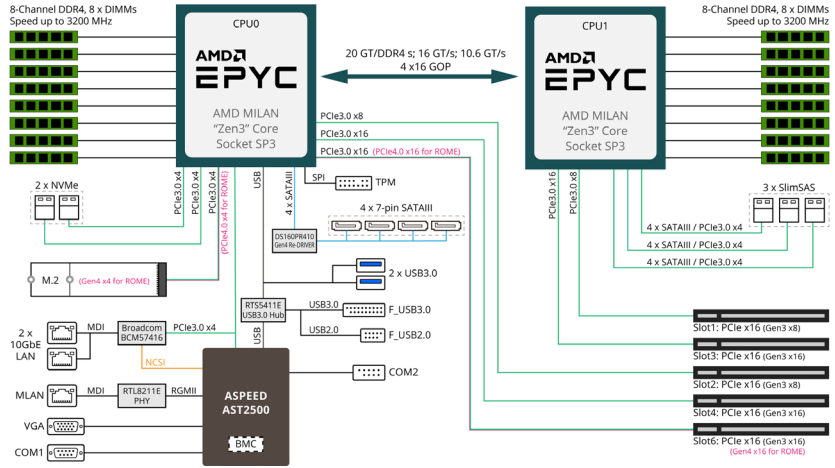 8-Channel DDR4, 8 x DIMMs
Speed up to 3200 MHz
CPU0
AMD
EPYC
AMD MILAN
“Zen3” Core
Socket SP3
20 GT/DDR4 s; 16 GT/s; 10.6 GT/s
4 x16 GOP
CPU1
AMD
EPYC
AMD MILAN
“Zen3” Core
Socket SP3
8-Channel DDR4, 8 x DIMMs
Speed up to 3200 MHz
PCIe3.0 x8
PCIe3.0 x16
PCIe3.0 x16 (PCIe4.0 x16 for ROME)
PCIe3.0 x4
PCIe3.0 x4
PCIe3.0 x4
(PCIe4.0 x4 for ROME)
USB
4 x SATAIII
SPI
TPM
PCIe3.0 x16
PCIe3.0 x8
2 x NVMe
4 x 7-pin SATAIII
DS160PR410
Gen4 Re-DRIVER
3 x SlimSAS
4 x SATAIII / PCIe3.0 x4
4 x SATAIII / PCIe3.0 x4
4 x SATAIII / PCIe3.0 x4
M.2
(Gen4 x4 for ROME)
2 x USB3.0
RTS5411E
USB3.0 Hub
USB3.0
F_USB3.0
USB2.0
F_USB2.0
USB
2 x
10GbE
LAN
MDI
Broadcom
BCM57416
PCIe3.0 x4
NCSI
MLAN
MDI
RTL8211E
PHY
RGMII
ASPEED
AST2500
BMC
COM2
VGA
COM1
Slot1: PCIe x16 (Gen3 x8)
Slot3: PCIe x16 (Gen3 x16)
Slot2: PCIe x16 (Gen3 x8)
Slot4: PCIe x16 (Gen3 x16)
Slot6: PCIe x16 (Gen3 x16)
(Gen4 x16 for ROME)